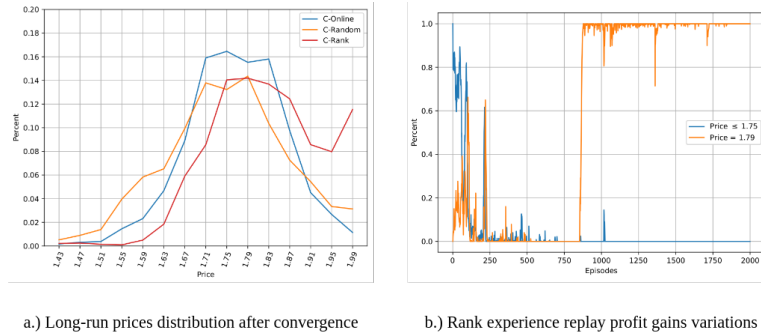 0.20
0.18
0.16
0.14
0.12
0.10
0.08
0.06
0.04
0.02
0.00
Percent
C-Online
C-Random
C-Rank
1.43
1.47
1.51
1.55
1.59
1.63
1.67
1.71
1.75
1.79
1.83
1.87
1.91
1.95
1.99
Price
a.) Long-run prices distribution after convergence
1.0
0.8
0.6
0.4
0.2
0.0
Percent
Price ≤ 1.75
Price = 1.79
0 250 500 750 1000 1250 1500 1750 2000
Episodes
b.) Rank experience replay profit gains variations